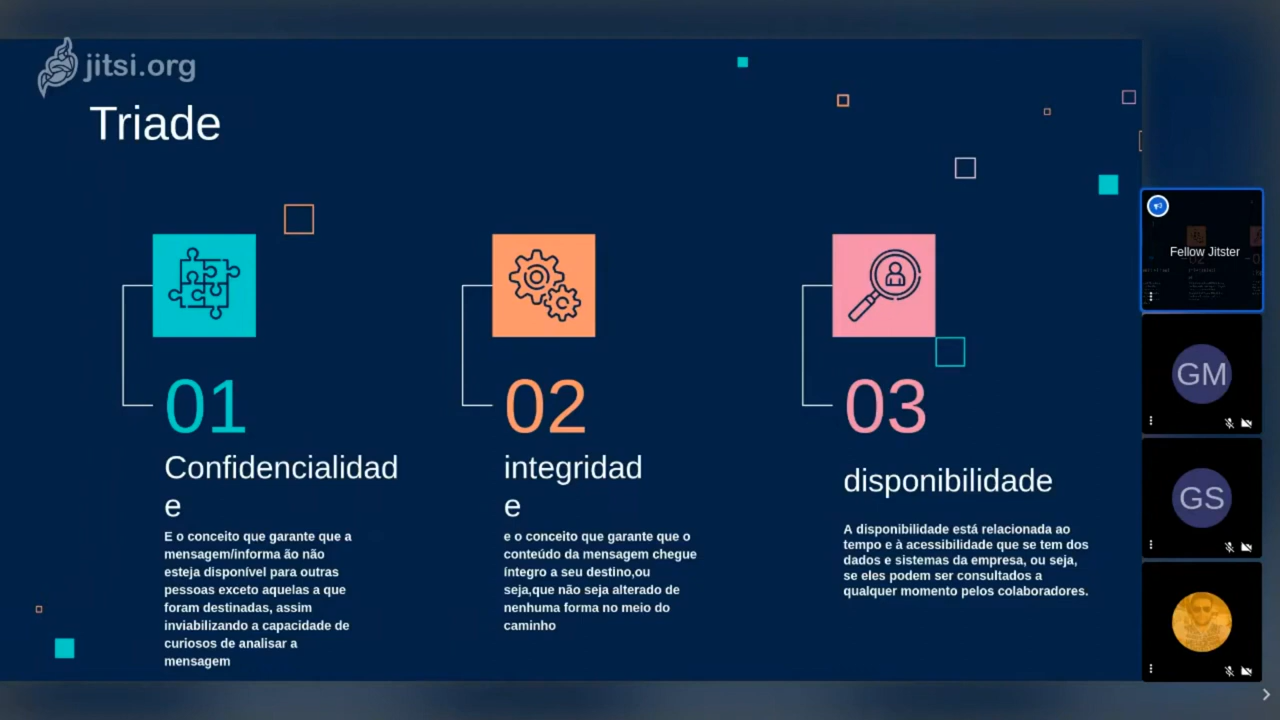 jitsi.org
Triade
01
Confidencialidad
e
E o conceito que garante que a
mensagem/informa ão não
esteja disponível para outras
pessoas exceto aquelas a que
foram destinadas, assim
inviabilizando a capacidade de
curiosos de analisar a
mensagem
02
integridad
e
e o conceito que garante que o
conteúdo da mensagem chegue
íntegro a seu destino,ou
seja,que não seja alterado de
nenhuma forma no meio do
caminho
03
disponibilidade
A disponibilidade está relacionada ao
tempo e à acessibilidade que se tem dos
dados e sistemas da empresa, ou seja,
se eles podem ser consultados a
qualquer momento pelos colaboradores.
Fellow Jitster
GM
GS